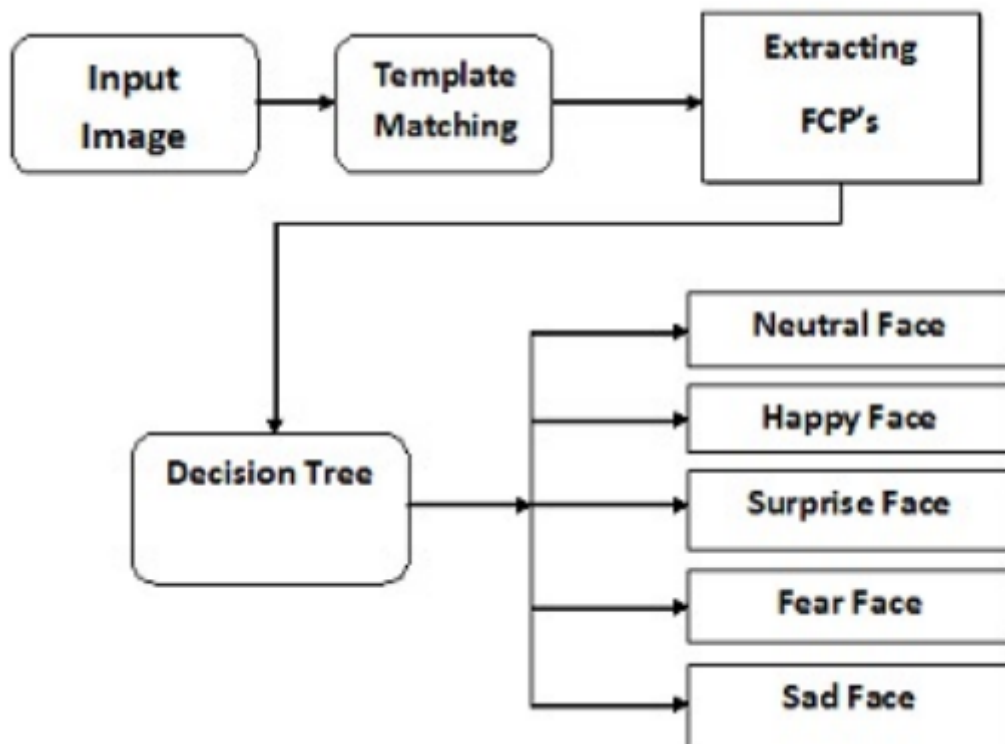 Input
Image
Template
Matching
Extracting
FCP's
Decision Tree
Neutral Face
Happy Face
Surprise Face
Fear Face
Sad Face